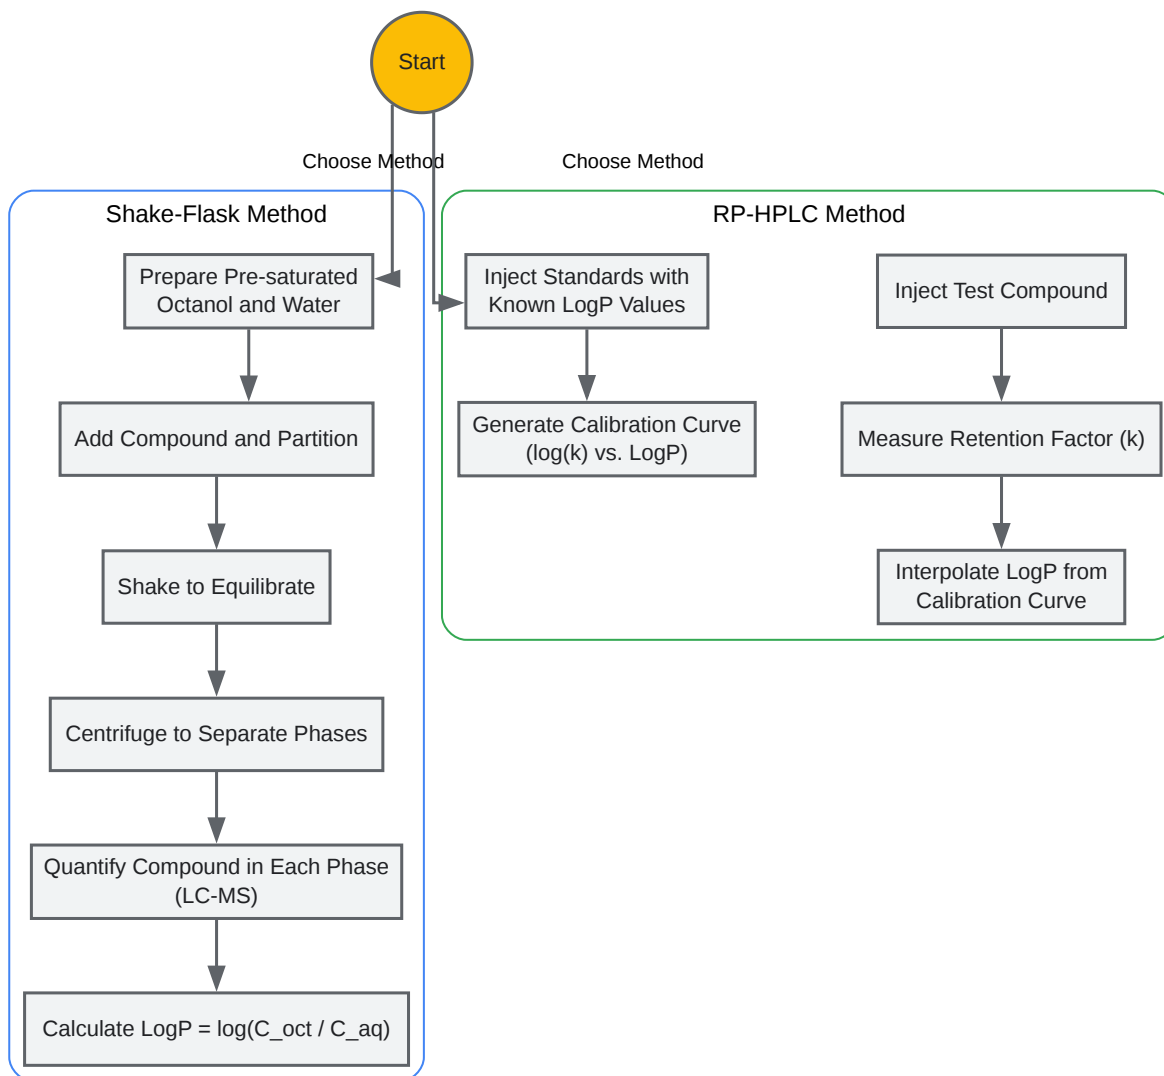 Start
Choose Method
Choose Method
Shake-Flask Method
Prepare Pre-saturated
Octanol and Water
Add Compound and Partition
Shake to Equilibrate
Centrifuge to Separate Phases
Quantify Compound in Each Phase
(LC-MS)
Calculate LogP = log(C_oct / C_aq)
RP-HPLC Method
Inject Standards with
Known LogP Values
Generate Calibration Curve
(log(k) vs. LogP)
Inject Test Compound
Measure Retention Factor (k)
Interpolate LogP from
Calibration Curve